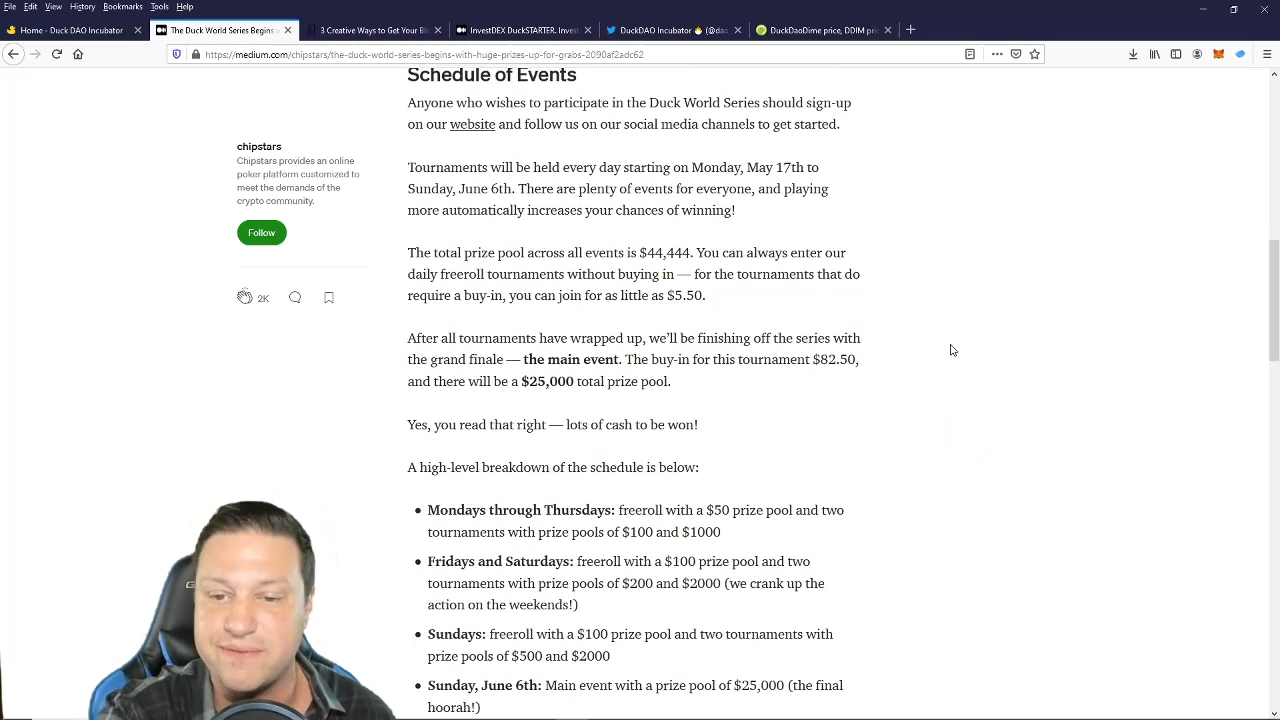 File Edit View History Bookmarks Tools Help
Home - Duck DAO Incubator
The Duck World Series Begins w
3 Creative Ways to Get Your Blo
InvestDEX DuckSTARTER. Invest
DuckDAO Incubator 🐣 (@dao
DuckDaoDime price, DDIM pric
https://medium.com/chipstars/the-duck-world-series-begins-with-huge-prizes-up-for-grabs-2090af2adc62
Schedule of Events
Anyone who wishes to participate in the Duck World Series should sign-up
on our website and follow us on our social media channels to get started.
chipstars
Chipstars provides an online
poker platform customized to
meet the demands of the
crypto community.
Follow
2K
Tournaments will be held every day starting on Monday, May 17th to
Sunday, June 6th. There are plenty of events for everyone, and playing
more automatically increases your chances of winning!
The total prize pool across all events is $44,444. You can always enter our
daily freeroll tournaments without buying in — for the tournaments that do
require a buy-in, you can join for as little as $5.50.
After all tournaments have wrapped up, we’ll be finishing off the series with
the grand finale — the main event. The buy-in for this tournament $82.50,
and there will be a $25,000 total prize pool.
Yes, you read that right — lots of cash to be won!
A high-level breakdown of the schedule is below:
• Mondays through Thursdays: freeroll with a $50 prize pool and two
tournaments with prize pools of $100 and $1000
• Fridays and Saturdays: freeroll with a $100 prize pool and two
tournaments with prize pools of $200 and $2000 (we crank up the
action on the weekends!)
• Sundays: freeroll with a $100 prize pool and two tournaments with
prize pools of $500 and $2000
• Sunday, June 6th: Main event with a prize pool of $25,000 (the final
hoorah!)